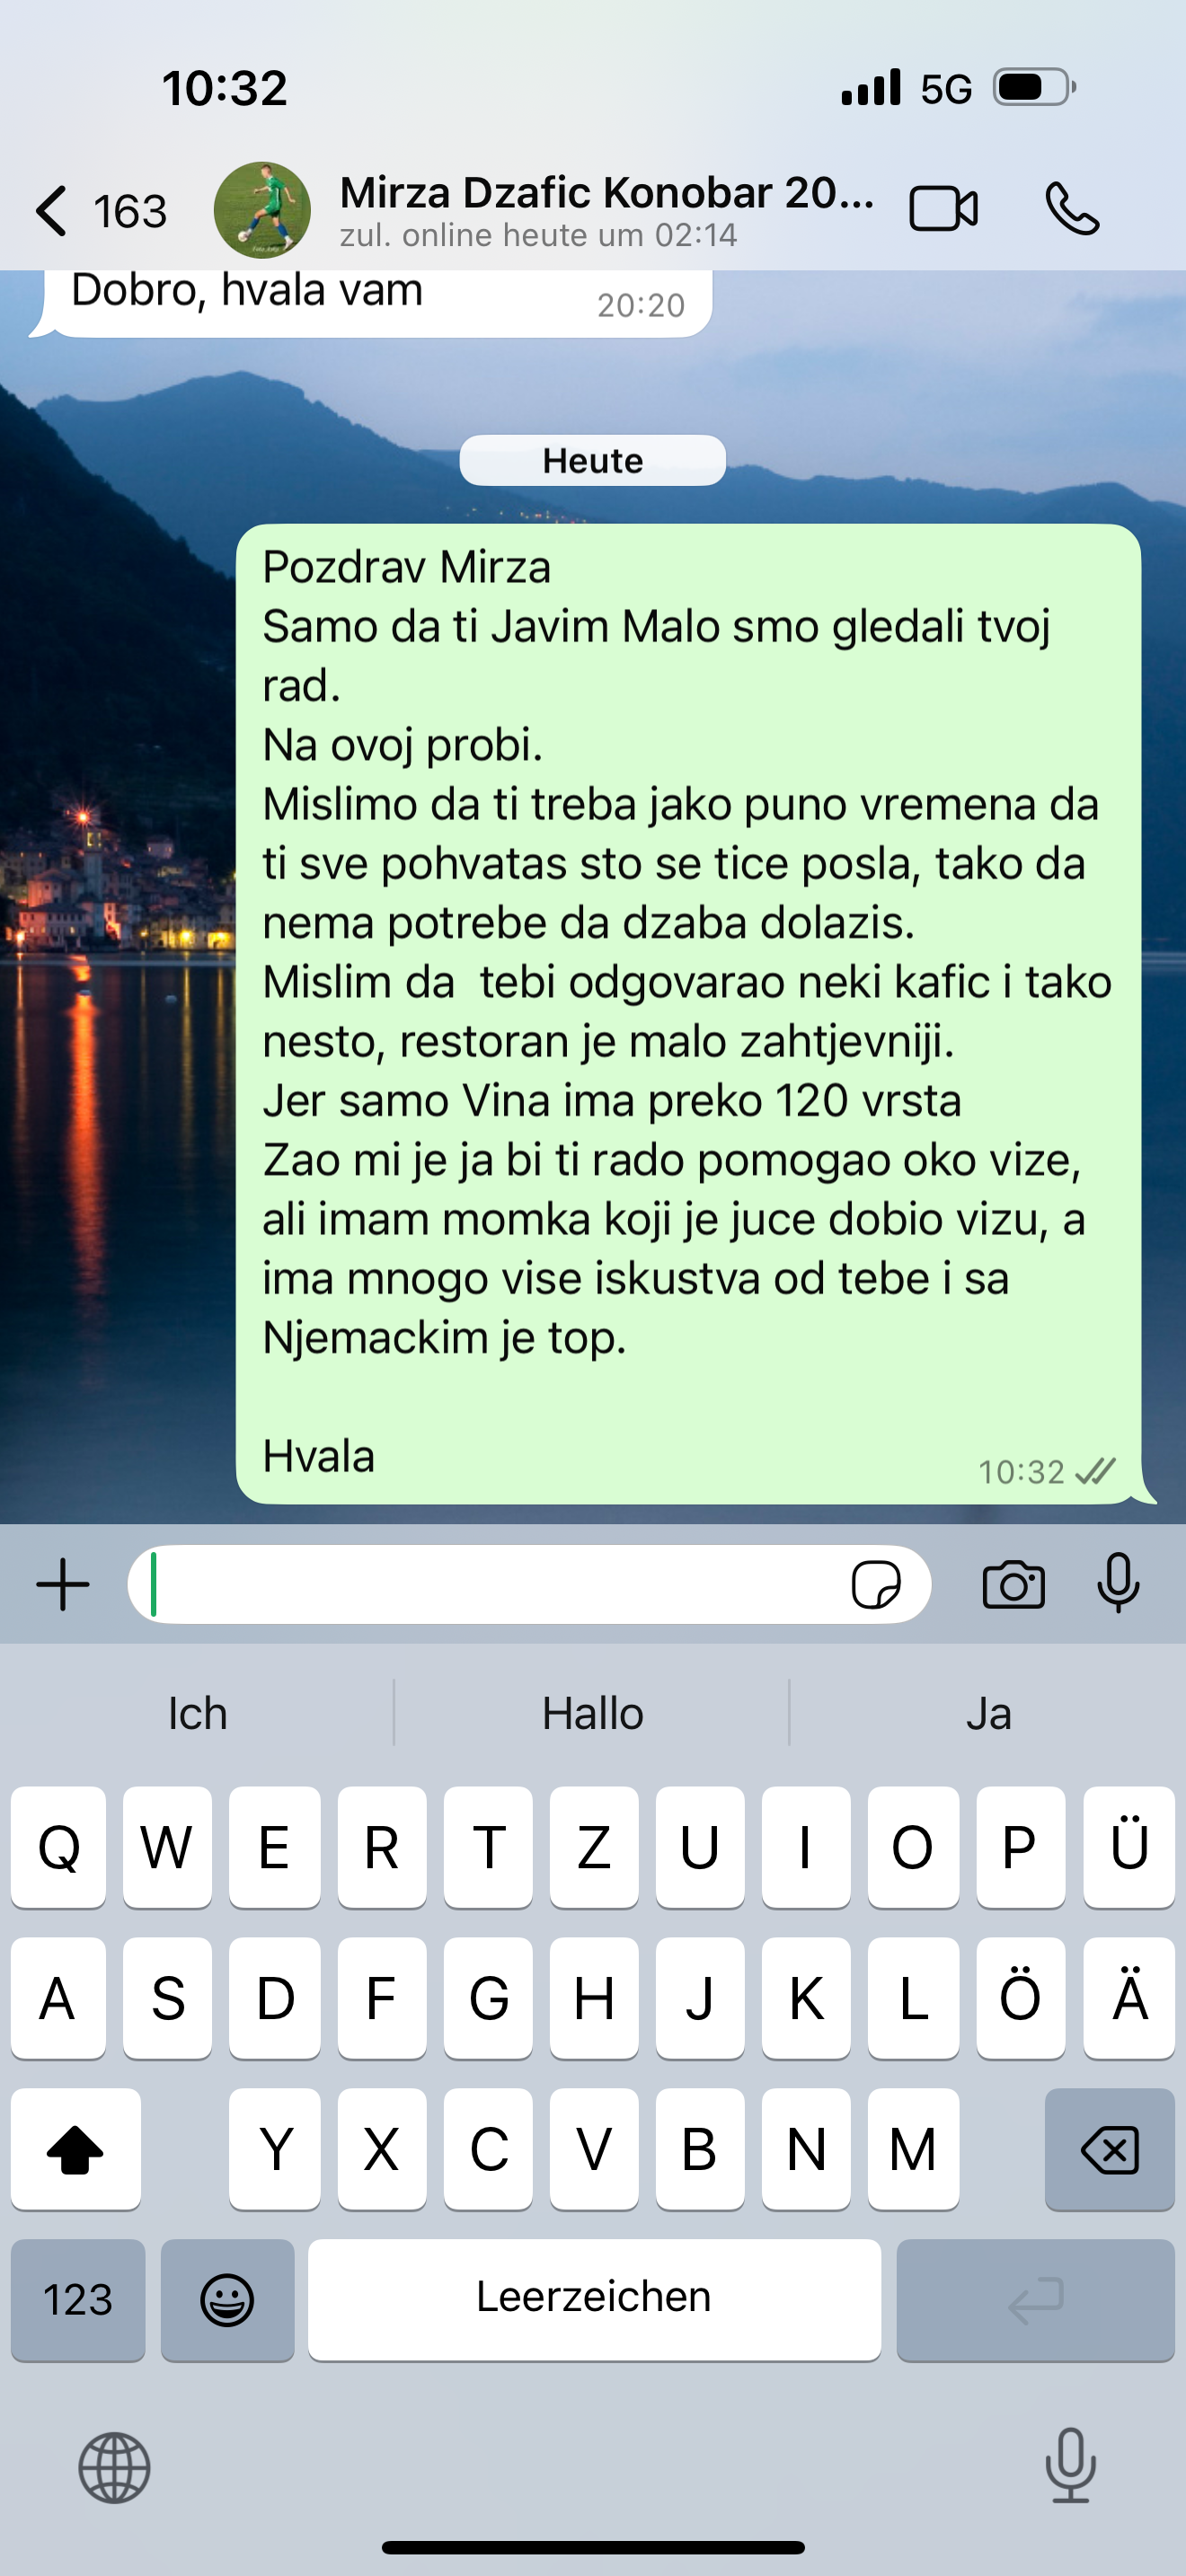 10:32
5G
163
Mirza Dzafic Konobar 20...
zul. online heute um 02:14
Dobro, hvala vam
20:20
Heute
Pozdrav Mirza
Samo da ti Javim Malo smo gledali tvoj
rad.
Na ovoj probi.
Mislimo da ti treba jako puno vremena da
ti sve pohvatas sto se tice posla, tako da
nema potrebe da dzaba dolazis.
Mislim da  tebi odgovarao neki kafic i tako
nesto, restoran je malo zahtjevniji.
Jer samo Vina ima preko 120 vrsta
Zao mi je ja bi ti rado pomogao oko vize,
ali imam momka koji je juce dobio vizu, a
ima mnogo vise iskustva od tebe i sa
Njemackim je top.
Hvala
10:32
Ich Hallo Ja
Q W E R T Z U I O P Ü
A S D F G H J K L Ö Ä
Y X C V B N M
123 Leerzeichen